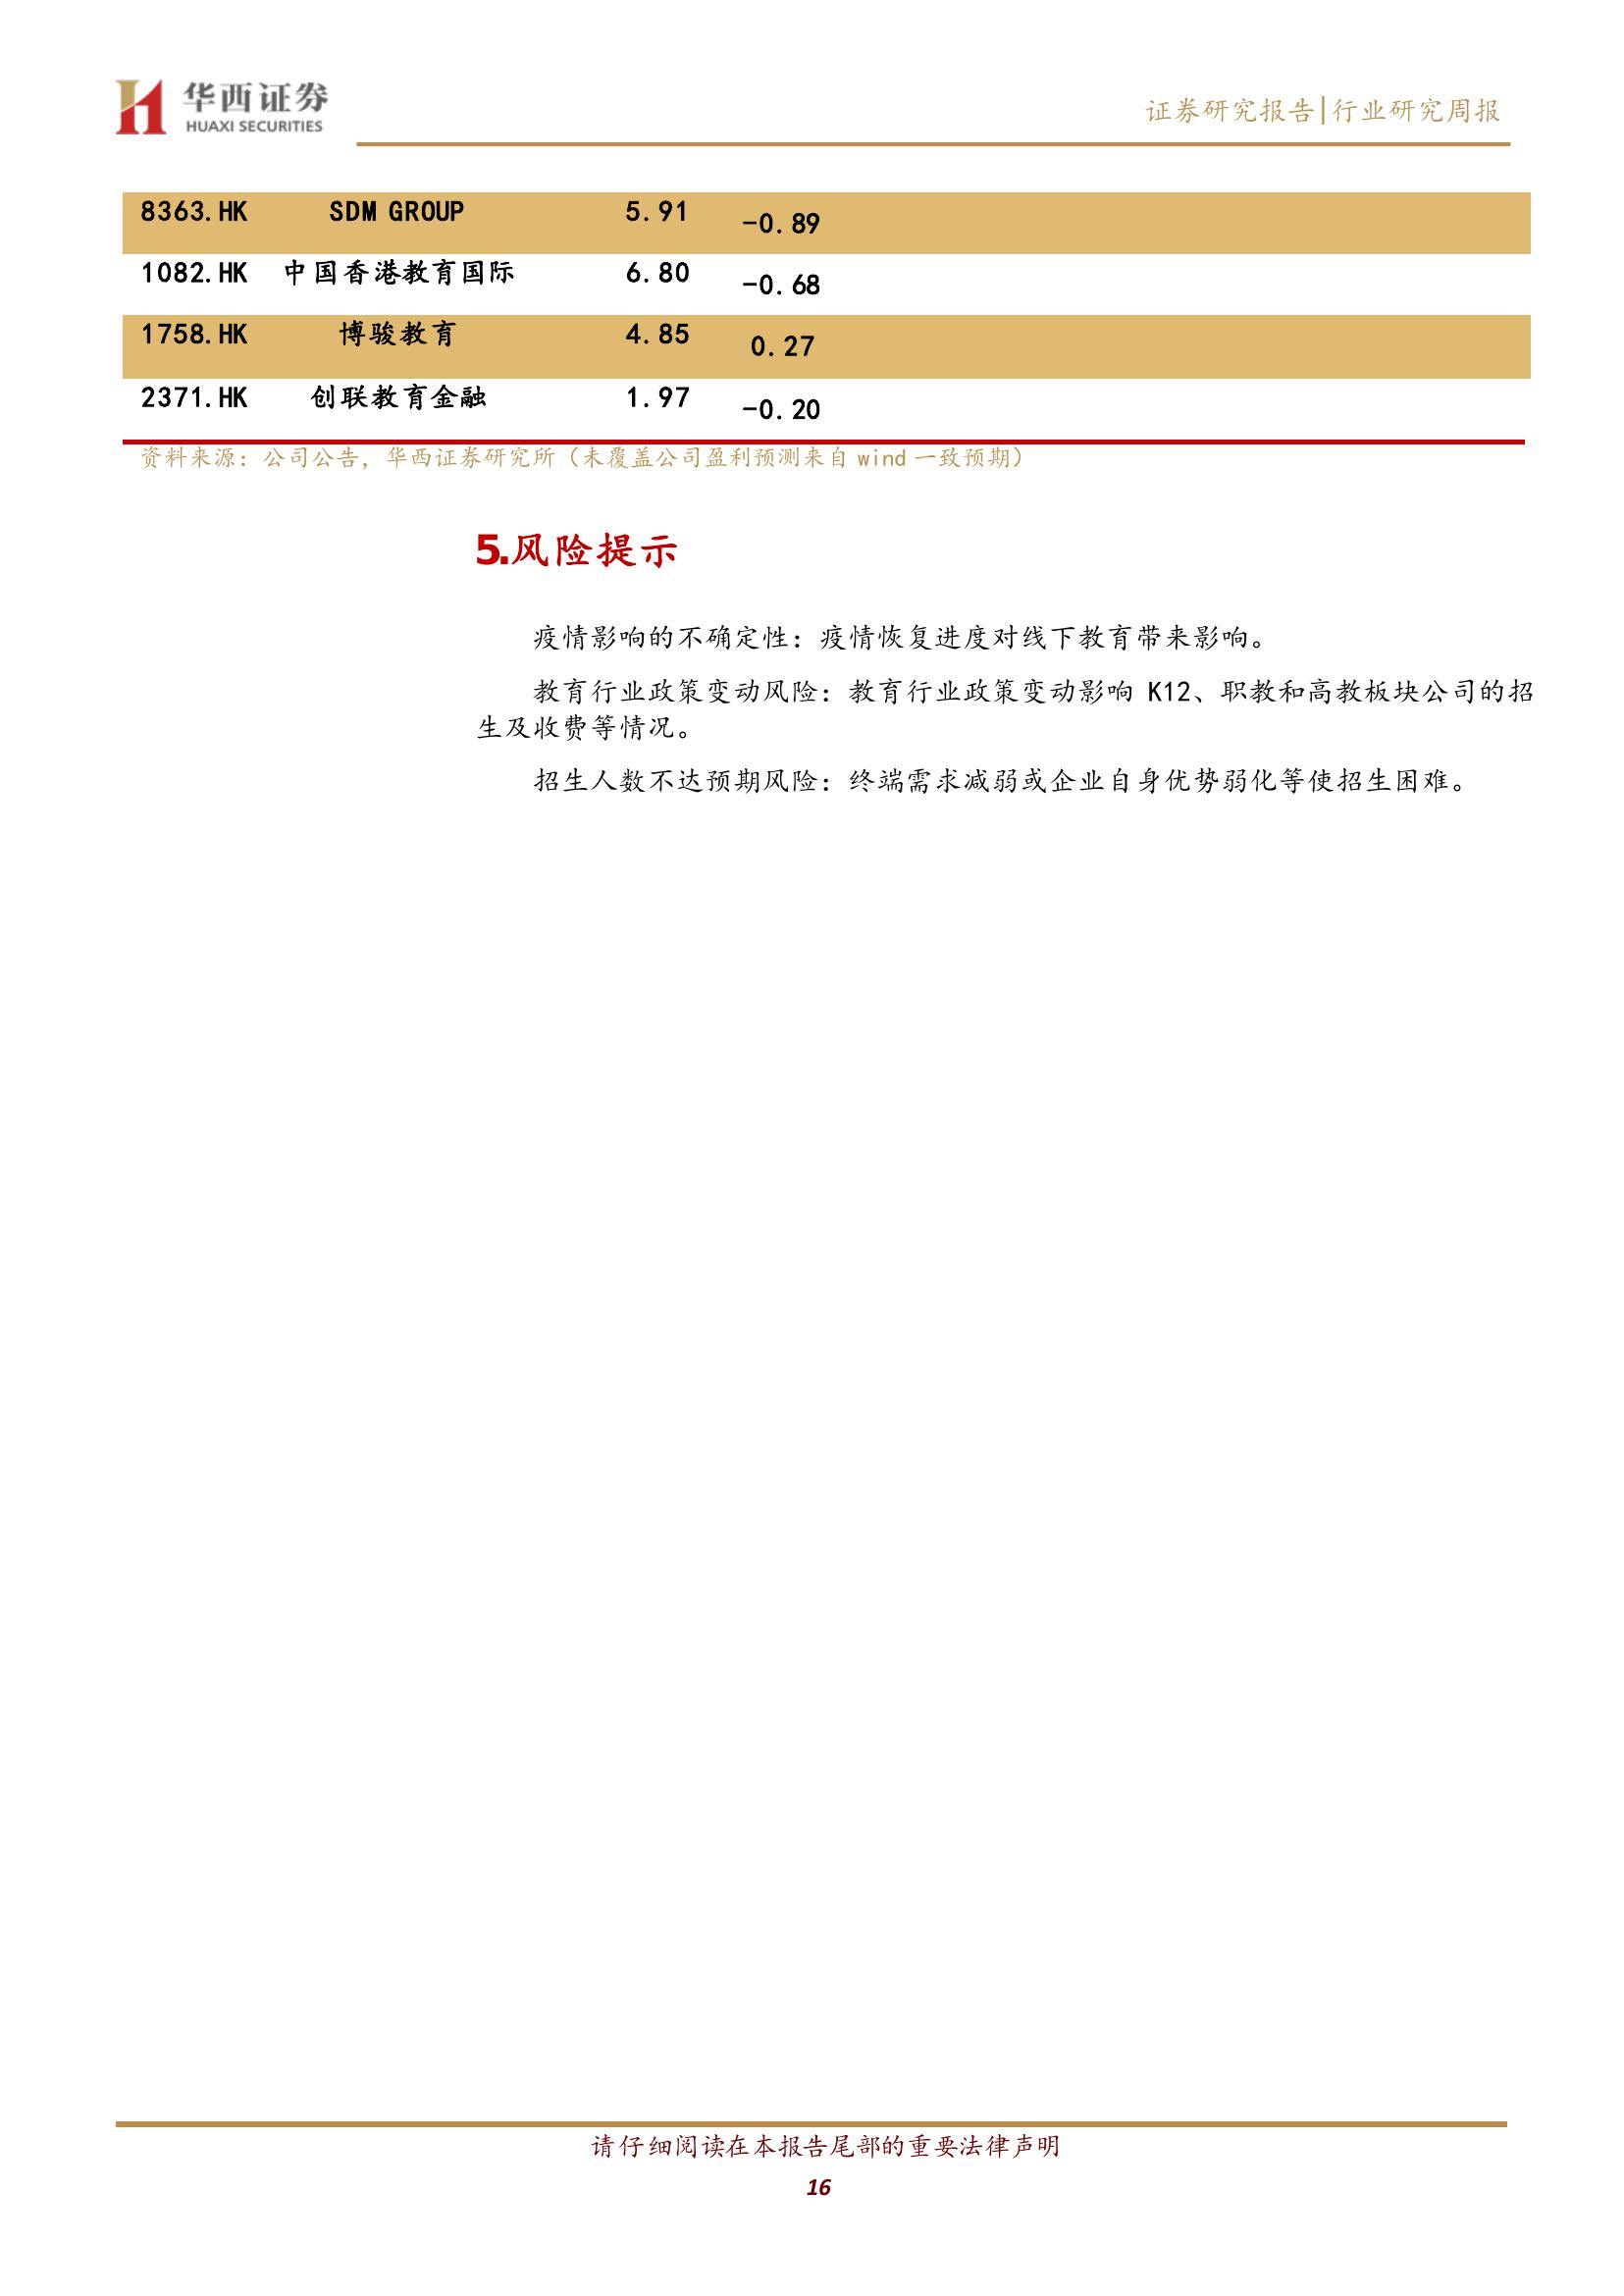 华西证券
HUAXI SECURITIES
证券研究报告|行业研究周报
8363.HK SDM GROUP 5.91 -0.89
1082.HK 中国香港教育国际 6.80 -0.68
1758.HK 博骏教育 4.85 0.27
2371.HK 创联教育金融 1.97 -0.20
资料来源：公司公告，华西证券研究所（未覆盖公司盈利预测来自 wind 一致预期）
5.风险提示
疫情影响的不确定性：疫情恢复进度对线下教育带来影响。
教育行业政策变动风险：教育行业政策变动影响 K12、职教和高教板块公司的招
生及收费等情况。
招生人数不达预期风险：终端需求减弱或企业自身优势弱化等使招生困难。
请仔细阅读在本报告尾部的重要法律声明
16